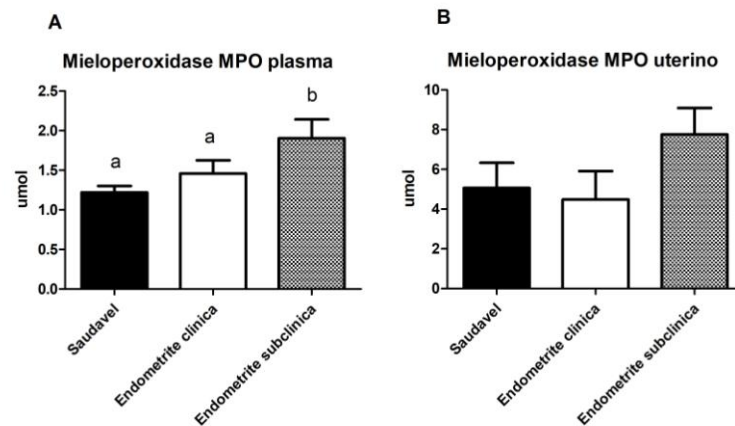 A
Mieloperoxidase MPO plasma
2.5
2.0
1.5
1.0
0.5
0.0
umol
a
a
b
Saudavel
Endometrite clinica
Endometrite subclinica
B
Mieloperoxidase MPO uterino
10
8
6
4
2
0
umol
Saudavel
Endometrite clinica
Endometrite subclinica